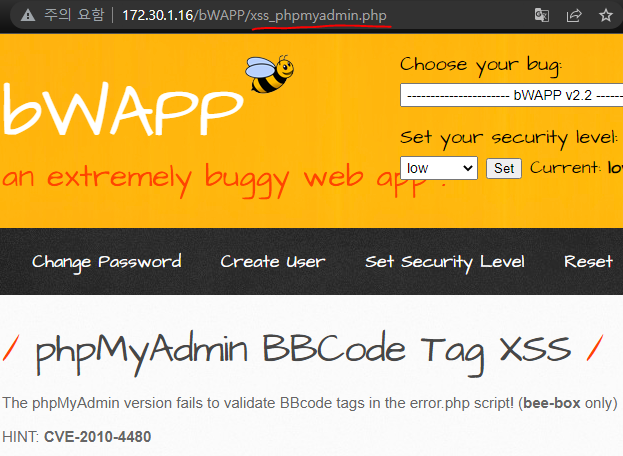 주의 요함 | 172.30.1.16/bWAPP/xss_phpmyadmin.php
bWAPP
an extremely buggy web app !
Choose your bug:
---------------------- bWAPP v2.2 ------
Set your security level:
low Set Current: lo
Change Password Create User Set Security Level Reset
/ phpMyAdmin BBCode Tag XSS /
The phpMyAdmin version fails to validate BBcode tags in the error.php script! (bee-box only)
HINT: CVE-2010-4480